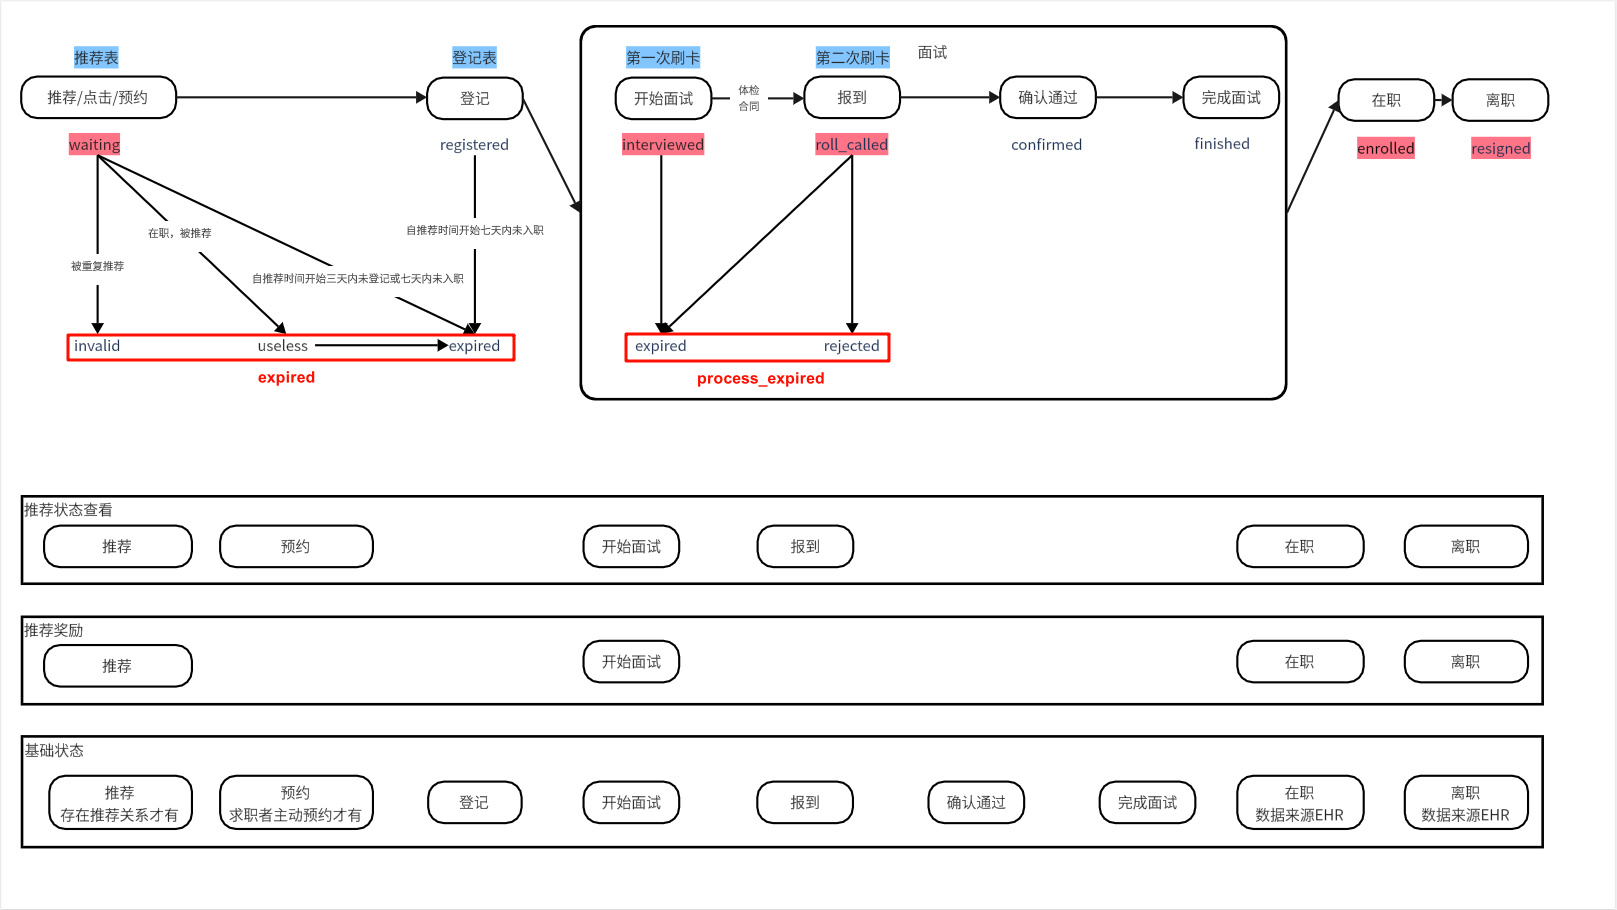 推荐表
登记表
第一次刷卡
第二次刷卡
面试
推荐/点击/预约
登记
开始面试
体检
合同
报到
确认通过
完成面试
在职
离职
waiting
registered
interviewed
roll_called
confirmed
finished
enrolled
resigned
在职，被推荐
自推荐时间开始七天内未入职
被重复推荐
自推荐时间开始三天内未登记或七天内未入职
invalid
useless
expired
expired
rejected
expired
process_expired
推荐状态查看
推荐
预约
开始面试
报到
在职
离职
推荐奖励
推荐
开始面试
在职
离职
基础状态
推荐
存在推荐关系才有
预约
求职者主动预约才有
登记
开始面试
报到
确认通过
完成面试
在职
数据来源EHR
离职
数据来源EHR